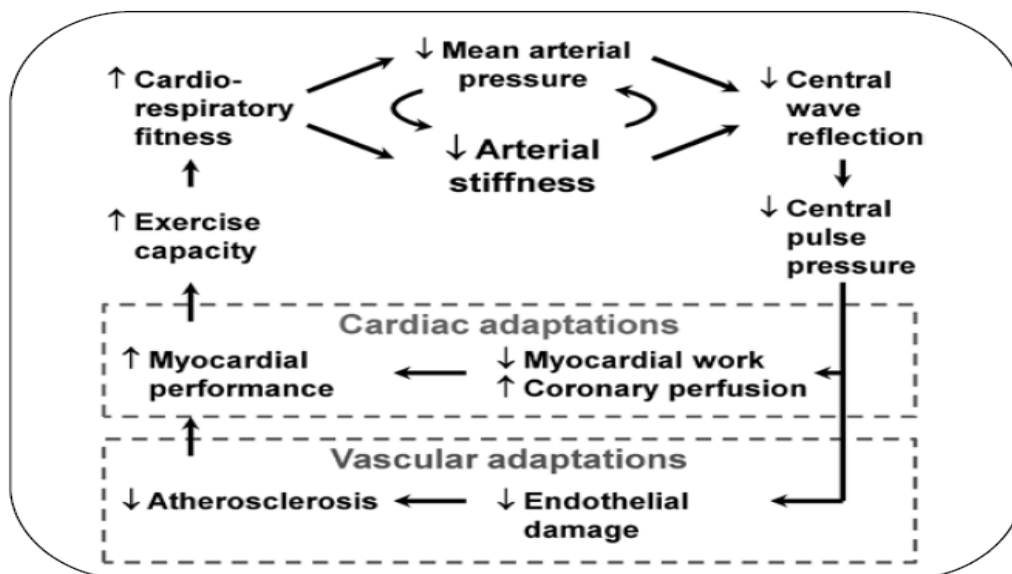 ↑ Cardio-
respiratory
fitness
↓ Mean arterial
pressure
↓ Arterial
stiffness
↓ Central
wave
reflection
↓ Central
pulse
pressure
↑ Exercise
capacity
Cardiac adaptations
↑ Myocardial
performance
↓ Myocardial work
↑ Coronary perfusion
Vascular adaptations
↓ Atherosclerosis
↓ Endothelial
damage